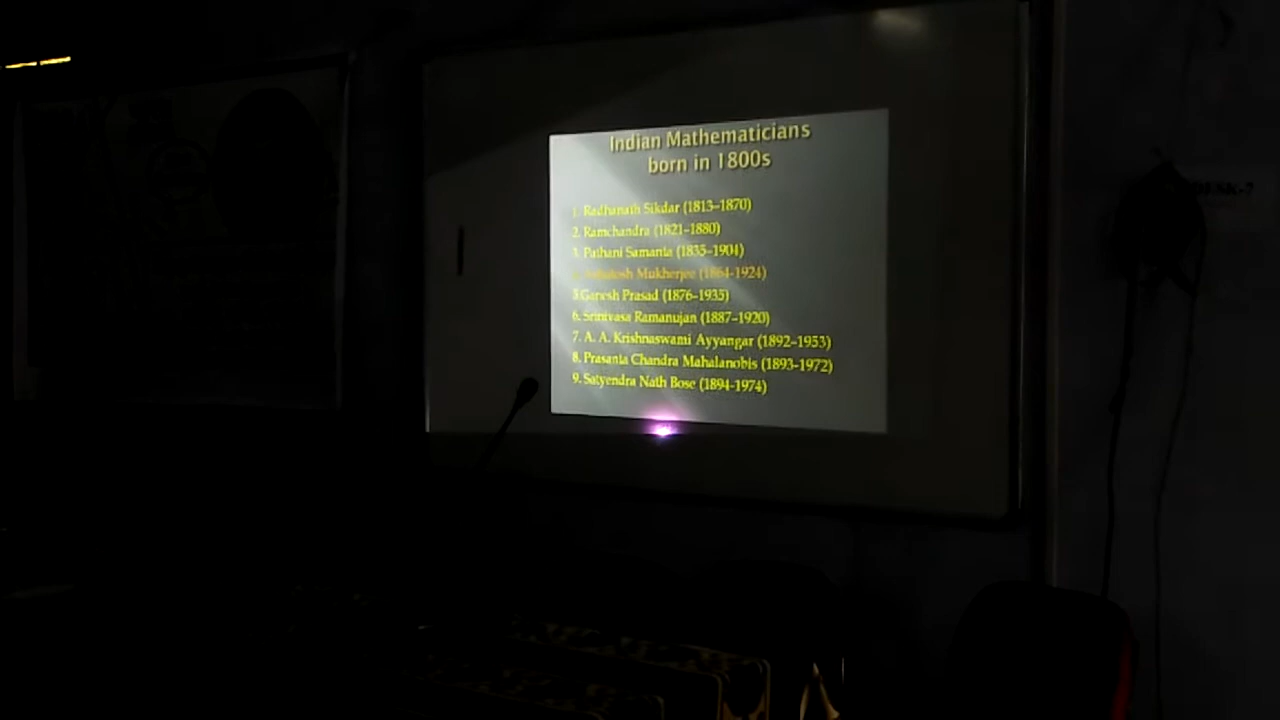 Indian Mathematicians
born in 1800s
1. Radhanath Sikdar (1813–1870)
2. Ramchandra (1821–1880)
3. Pathani Samanta (1835–1904)
Ashutosh Mukherjee (1864-1924)
5.Ganesh Prasad (1876–1935)
6. Srinivasa Ramanujan (1887–1920)
7. A. A. Krishnaswami Ayyangar (1892–1953)
8. Prasanta Chandra Mahalanobis (1893–1972)
9. Satyendra Nath Bose (1894-1974)